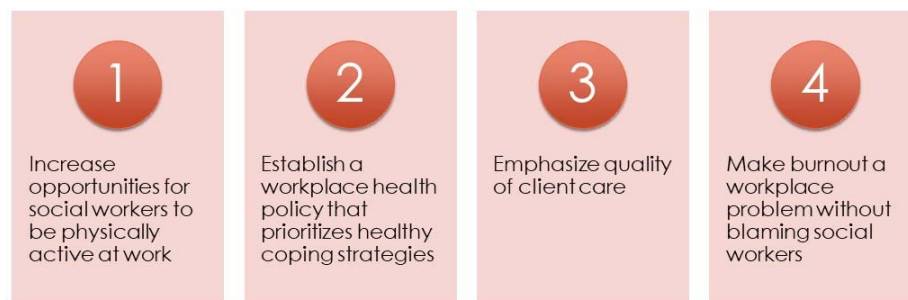 1
Increase
opportunities for
social workers to
be physically
active at work
2
Establish a
workplace health
policy that
prioritizes healthy
coping strategies
3
Emphasize quality
of client care
4
Make burnout a
workplace
problem without
blaming social
workers